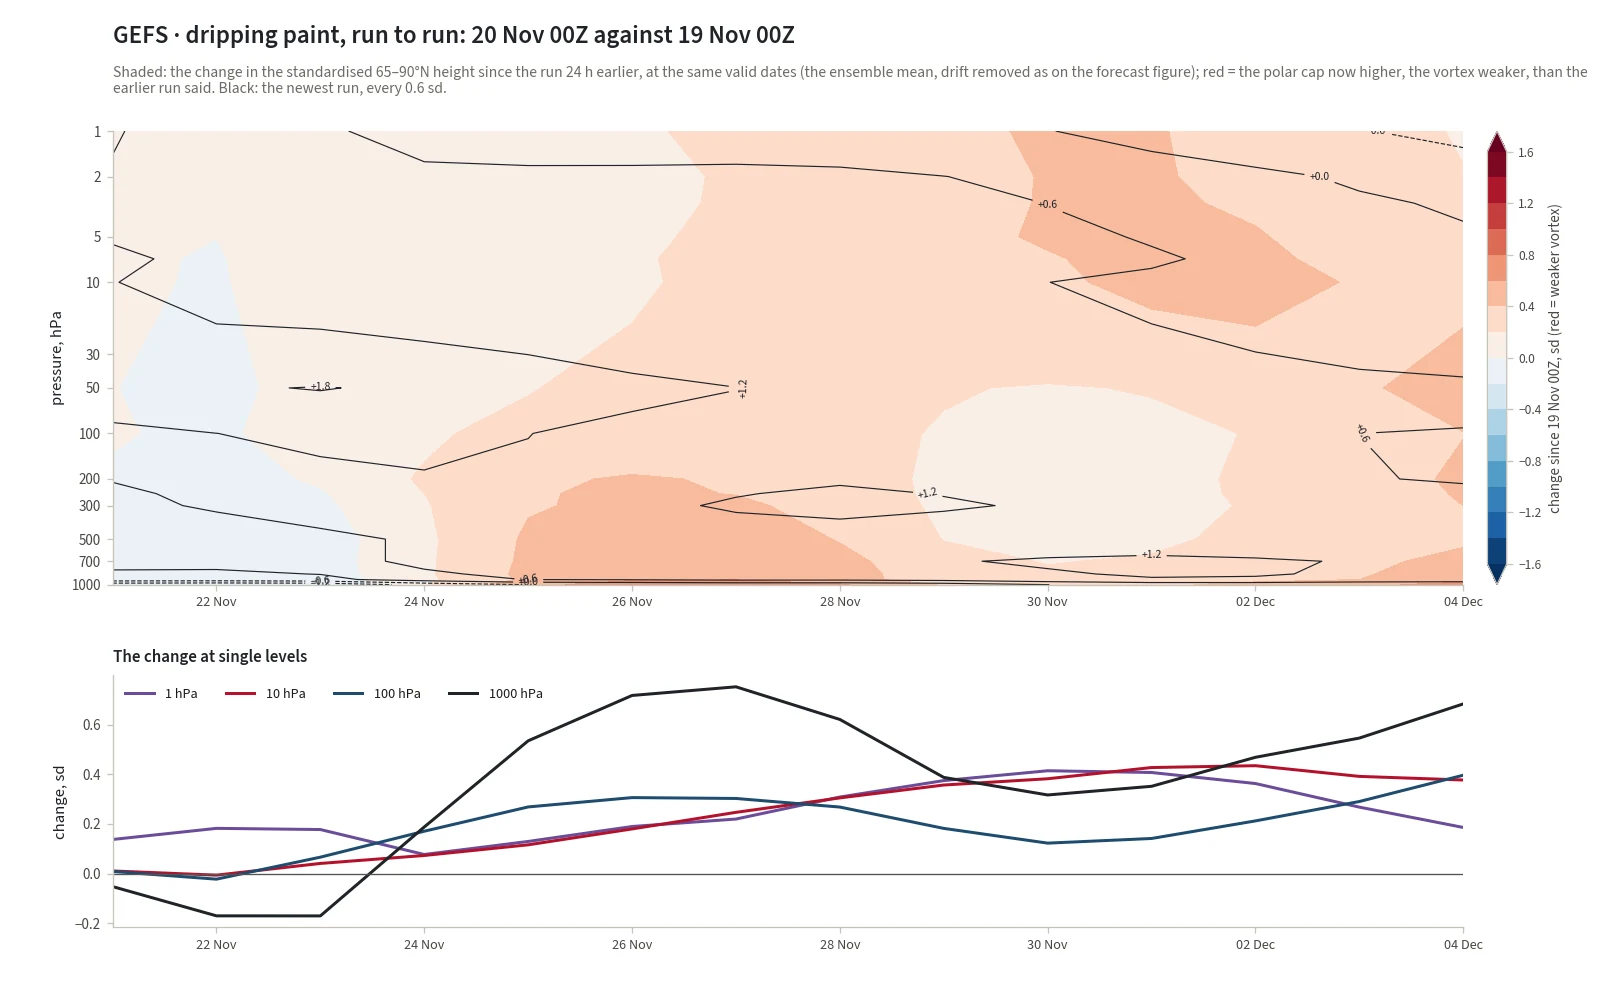 GEFS · dripping paint, run to run: 20 Nov 00Z against 19 Nov 00Z
Shaded: the change in the standardised 65–90°N height since the run 24 h earlier, at the same valid dates (the ensemble mean, drift removed as on the forecast figure); red = the polar cap now higher, the vortex weaker, than the
earlier run said. Black: the newest run, every 0.6 sd.
pressure, hPa
1
2
5
10
30
50
100
200
300
500
700
1000
0.0
+0.0
+0.6
+1.8
+1.2
+0.6
+1.2
+1.2
+0.6
22 Nov
24 Nov
26 Nov
28 Nov
30 Nov
02 Dec
04 Dec
1.6
1.2
0.8
0.4
0.0
−0.4
−0.8
−1.2
−1.6
change since 19 Nov 00Z, sd (red = weaker vortex)
The change at single levels
1 hPa
10 hPa
100 hPa
1000 hPa
change, sd
0.6
0.4
0.2
0.0
−0.2
22 Nov
24 Nov
26 Nov
28 Nov
30 Nov
02 Dec
04 Dec